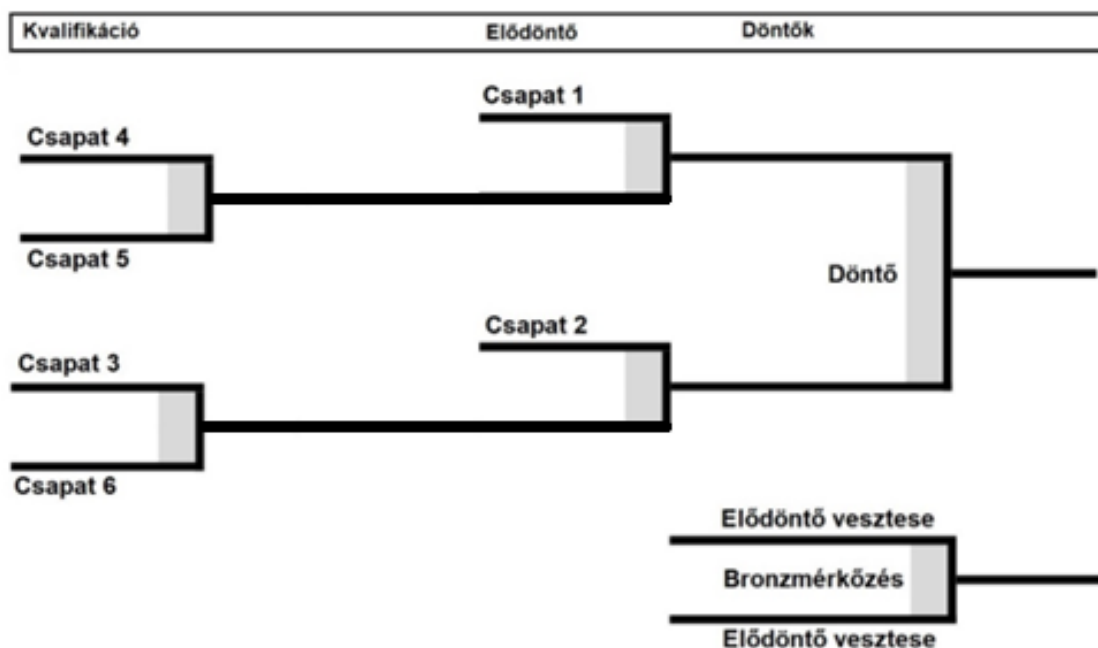 Kvalifikáció Elődöntő Döntők
Csapat 1
Csapat 4
Csapat 5
Döntő
Csapat 2
Csapat 3
Csapat 6
Elődöntő vesztese
Bronzmérkőzés
Elődöntő vesztese